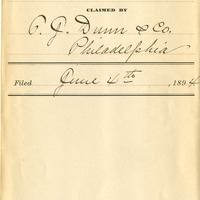 CLAIMED BY
P. J. Dunn & Co.
Philadelphia
Filed June 4th, 1894